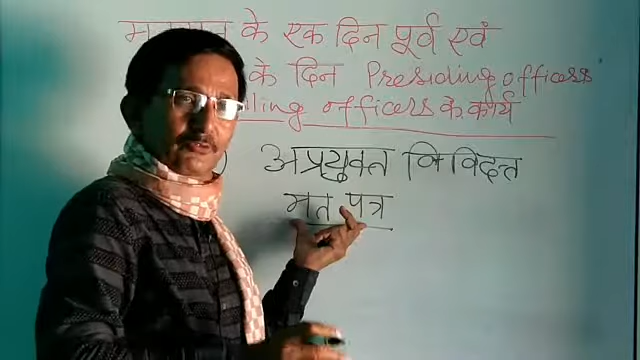 के एक दिन पूर्व एवं
के दिन Presiding officers
officers के कार्य
अप्रयुक्त निविदत्त
मत पत्र